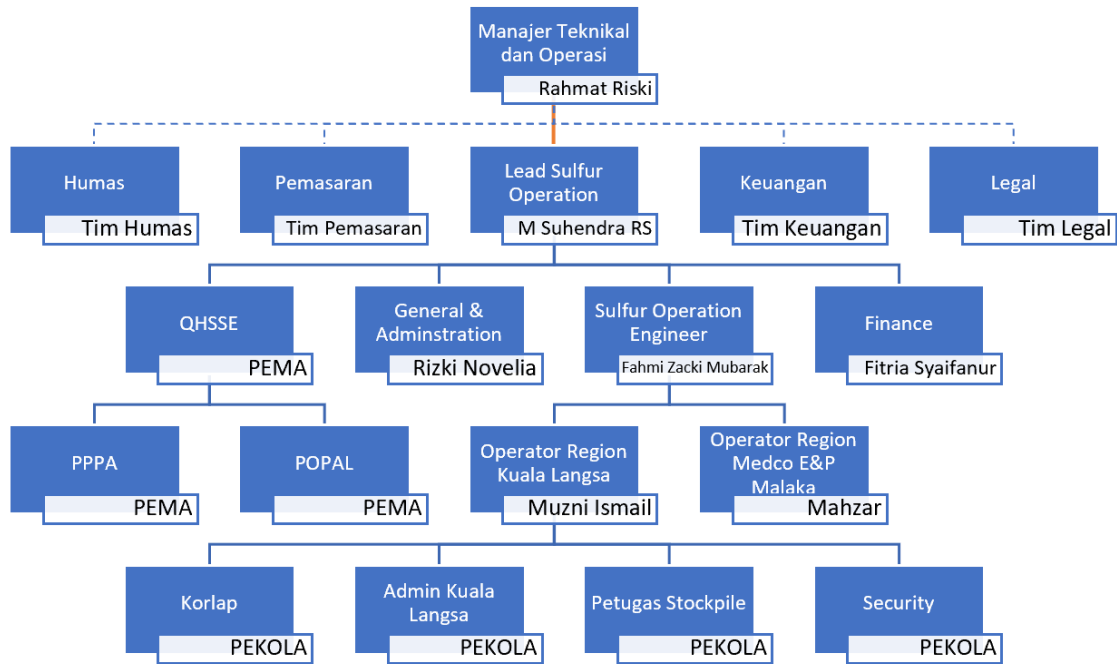 Manajer Teknikal
dan Operasi
Rahmat Riski
Humas
Tim Humas
Pemasaran
Tim Pemasaran
Lead Sulfur
Operation
M Suhendra RS
Keuangan
Tim Keuangan
Legal
Tim Legal
QHSSE
PEMA
General &
Adminstration
Rizki Novelia
Sulfur Operation
Engineer
Fahmi Zacki Mubarak
Finance
Fitria Syaifanur
PPPA
PEMA
POPAL
PEMA
Operator Region
Kuala Langsa
Muzni Ismail
Operator Region
Medco E&P
Malaka
Mahzar
Korlap
PEKOLA
Admin Kuala
Langsa
PEKOLA
Petugas Stockpile
PEKOLA
Security
PEKOLA